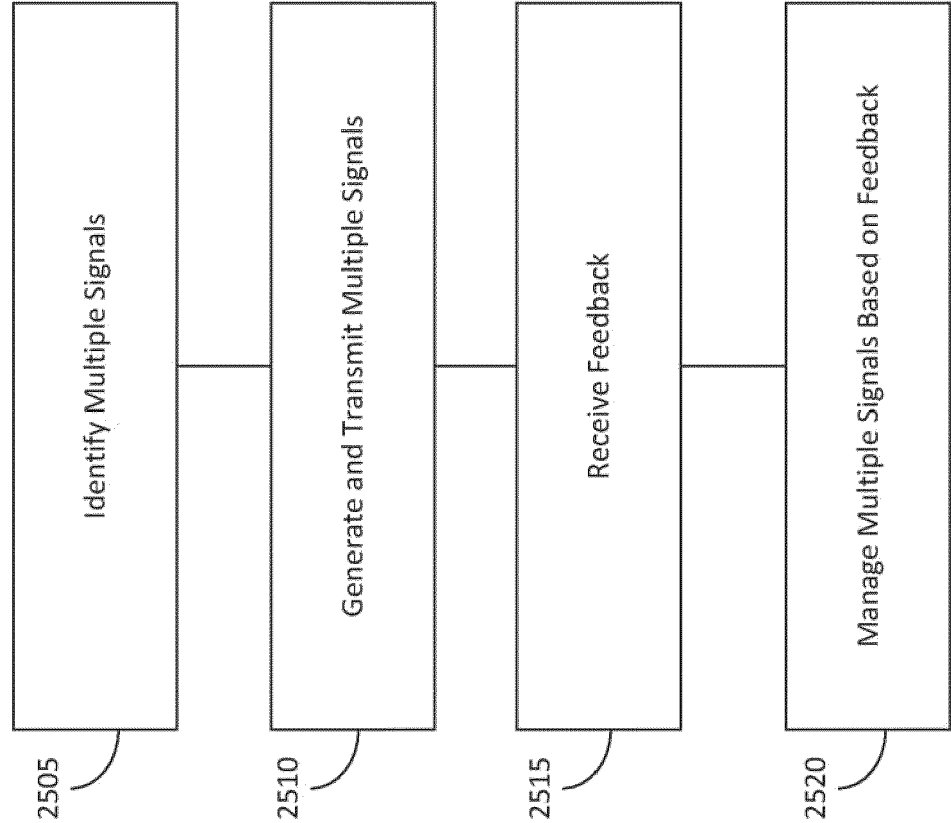 2505
Identify Multiple Signals
2510
Generate and Transmit Multiple Signals
2515
Receive Feedback
2520
Manage Multiple Signals Based on Feedback